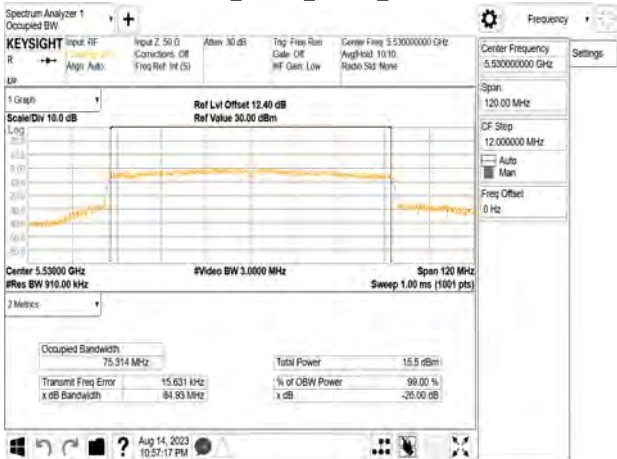 Spectrum Analyzer 1
Occupied BW
Frequency
KEYSIGHT
Input: RF
Align: Auto
Input Z: 50 Ω
Corrections: Off
Freq Ref: Int (S)
Atten: 30 dB
Trig: Free Run
Gate: Off
#IF Gain: Low
Center Freq: 5.530000000 GHz
Avg|Hold: 10/10
Radio Std: None
Center Frequency
5.530000000 GHz
Settings
Span
120.00 MHz
CF Step
12.000000 MHz
Auto
Man
Freq Offset
0 Hz
1 Graph
Scale/Div 10.0 dB
Ref Lvl Offset 12.40 dB
Ref Value 30.00 dBm
Log
Center 5.53000 GHz
#Video BW 3.0000 MHz
Span 120 MHz
#Res BW 910.00 kHz
Sweep 1.00 ms (1001 pts)
2 Metrics
Occupied Bandwidth
75.314 MHz
Total Power
15.5 dBm
Transmit Freq Error
15.631 kHz
% of OBW Power
99.00 %
x dB Bandwidth
84.93 MHz
x dB
-26.00 dB
Aug 14, 2023
10:57:17 PM